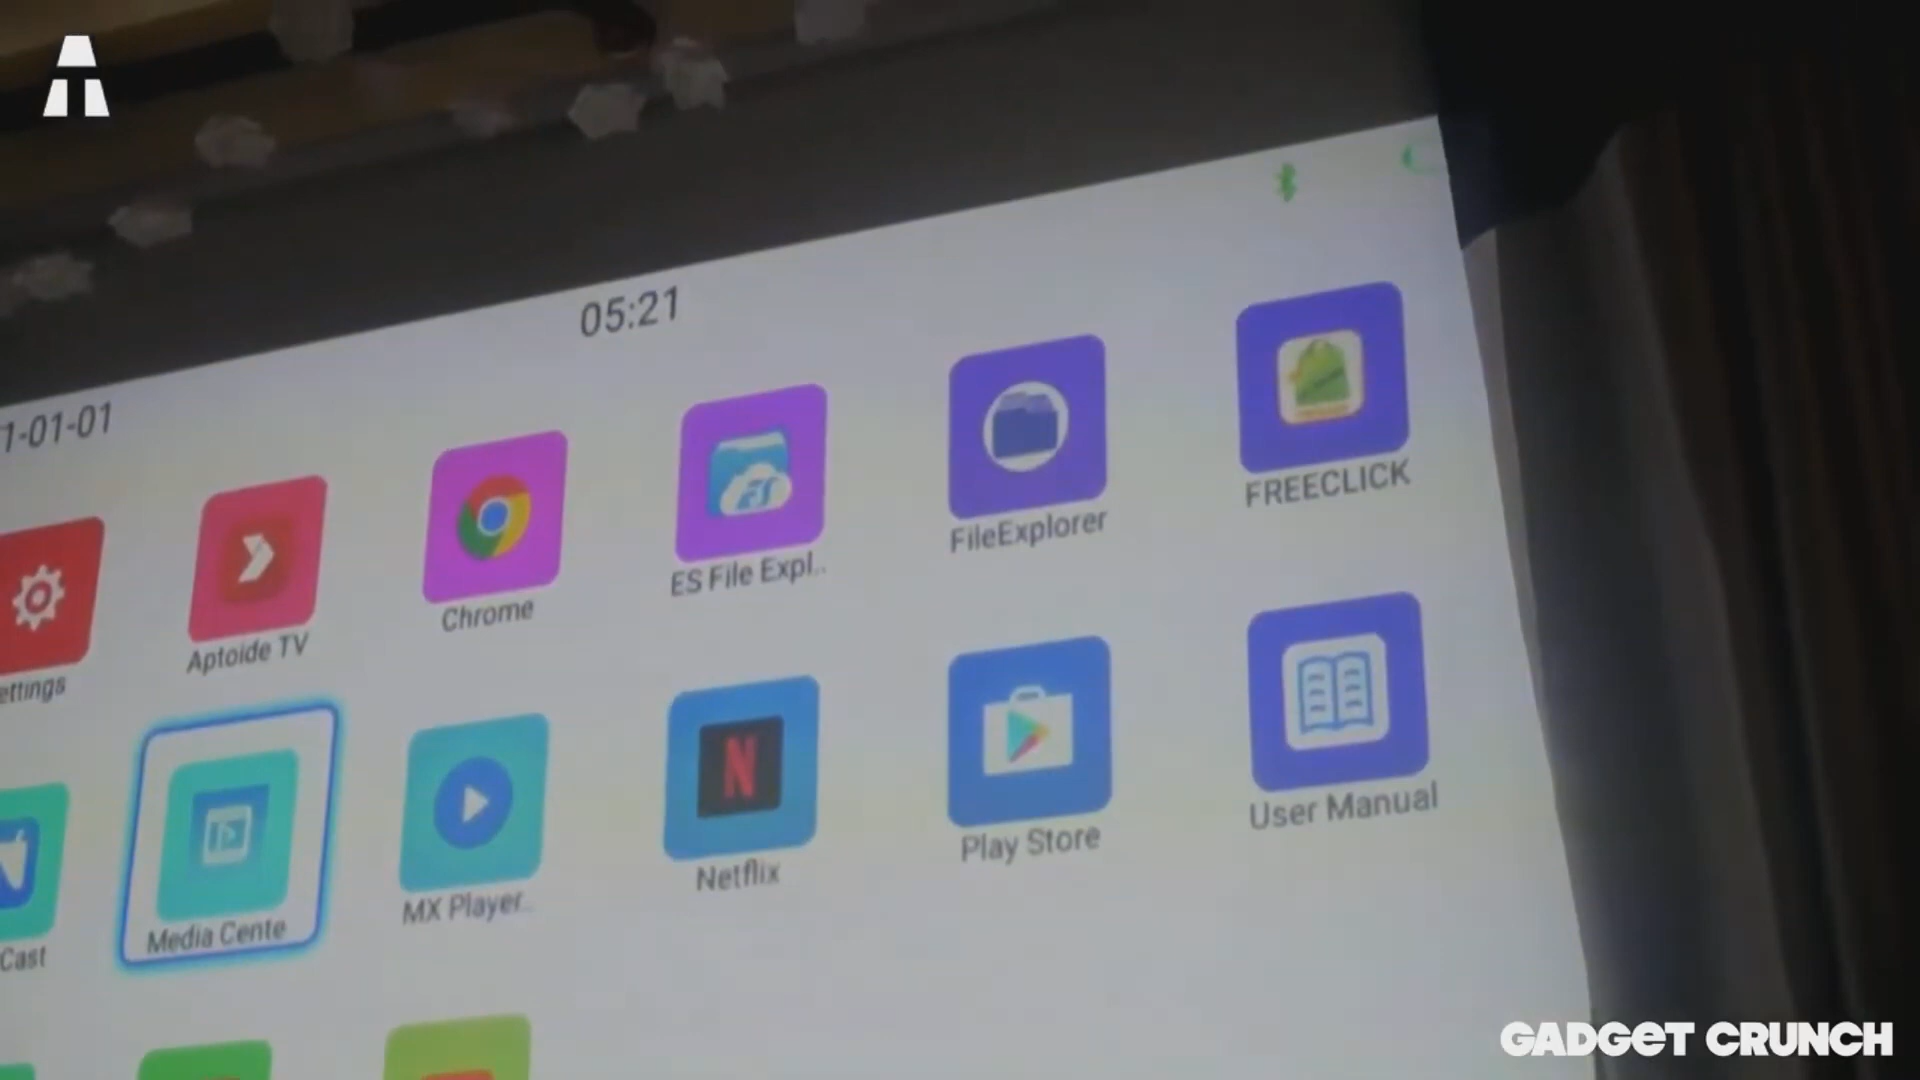 05:21
1-01-01
ettings
Aptoide TV
Chrome
ES File Expl..
FileExplorer
FREECLICK
Cast
Media Cente
MX Player..
N
Netflix
Play Store
User Manual
GADGET CRUNCH